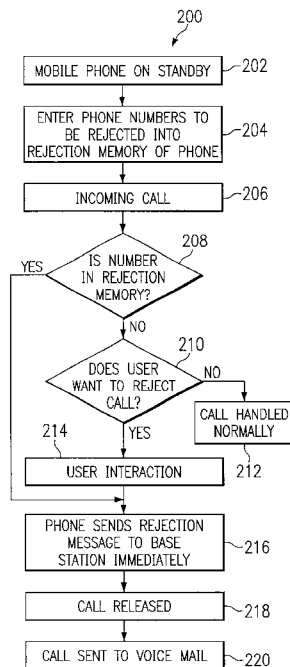 200
MOBILE PHONE ON STANDBY
202
ENTER PHONE NUMBERS TO
BE REJECTED INTO
REJECTION MEMORY OF PHONE
204
INCOMING CALL
206
208
IS NUMBER
IN REJECTION
MEMORY?
YES
NO
210
DOES USER
WANT TO REJECT
CALL?
NO
CALL HANDLED
NORMALLY
212
YES
214
USER INTERACTION
PHONE SENDS REJECTION
MESSAGE TO BASE
STATION IMMEDIATELY
216
CALL RELEASED
218
CALL SENT TO VOICE MAIL
220